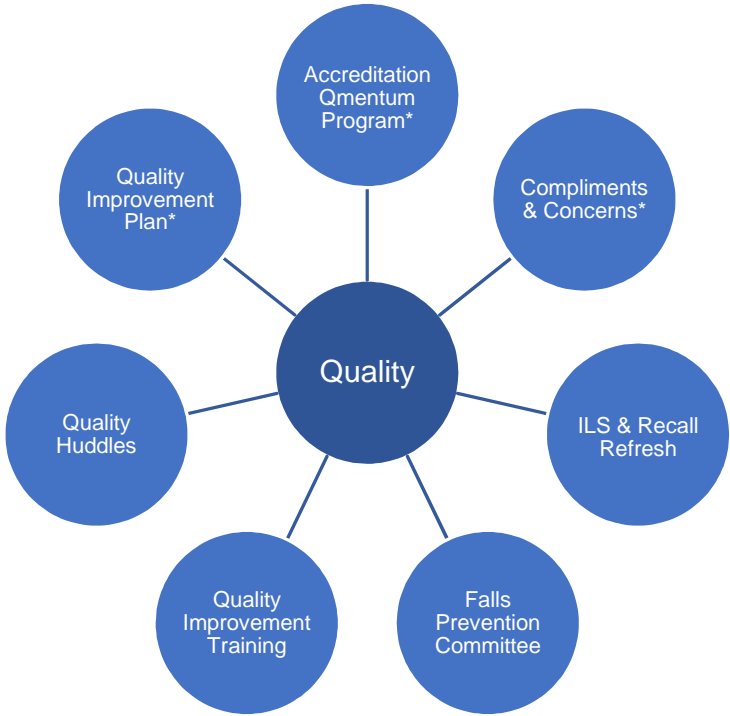 Accreditation
Qmentum
Program*
Compliments
& Concerns*
ILS & Recall
Refresh
Falls
Prevention
Committee
Quality
Improvement
Training
Quality
Huddles
Quality
Improvement
Plan*
Quality